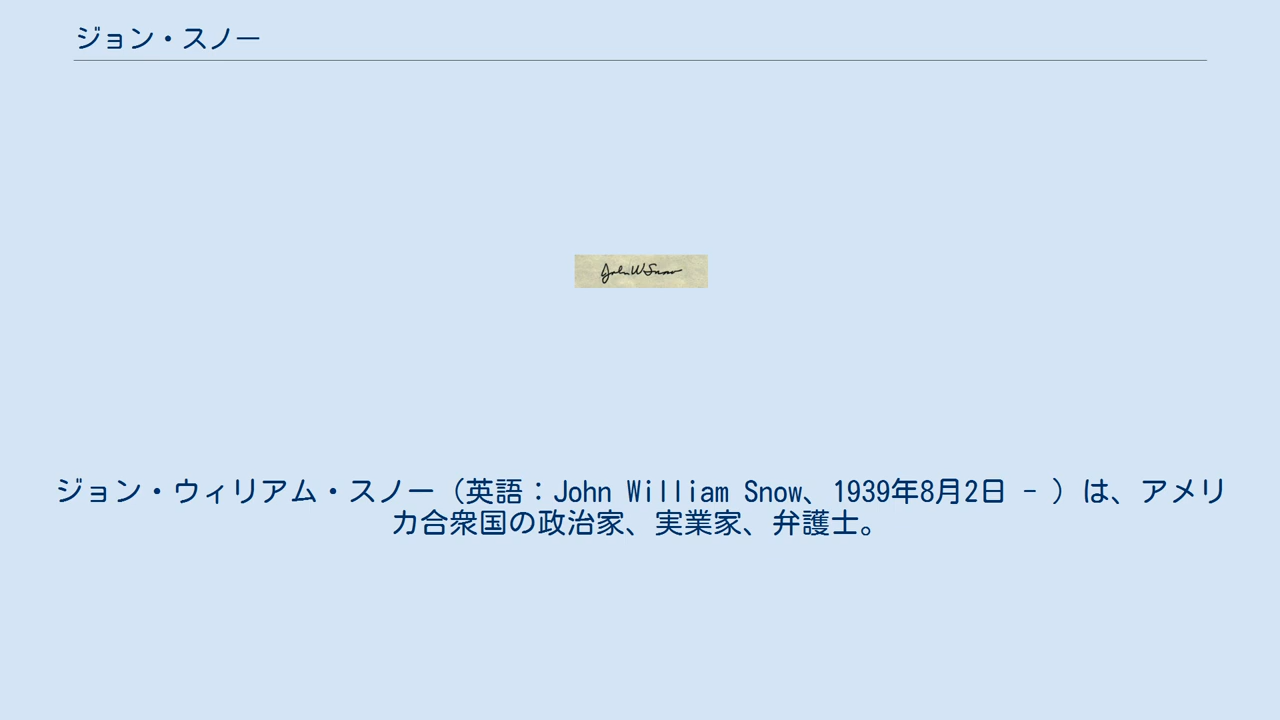 ジョン・スノー
John W Snow
ジョン・ウィリアム・スノー（英語：John William Snow、1939年8月2日 - ）は、アメリ
カ合衆国の政治家、実業家、弁護士。